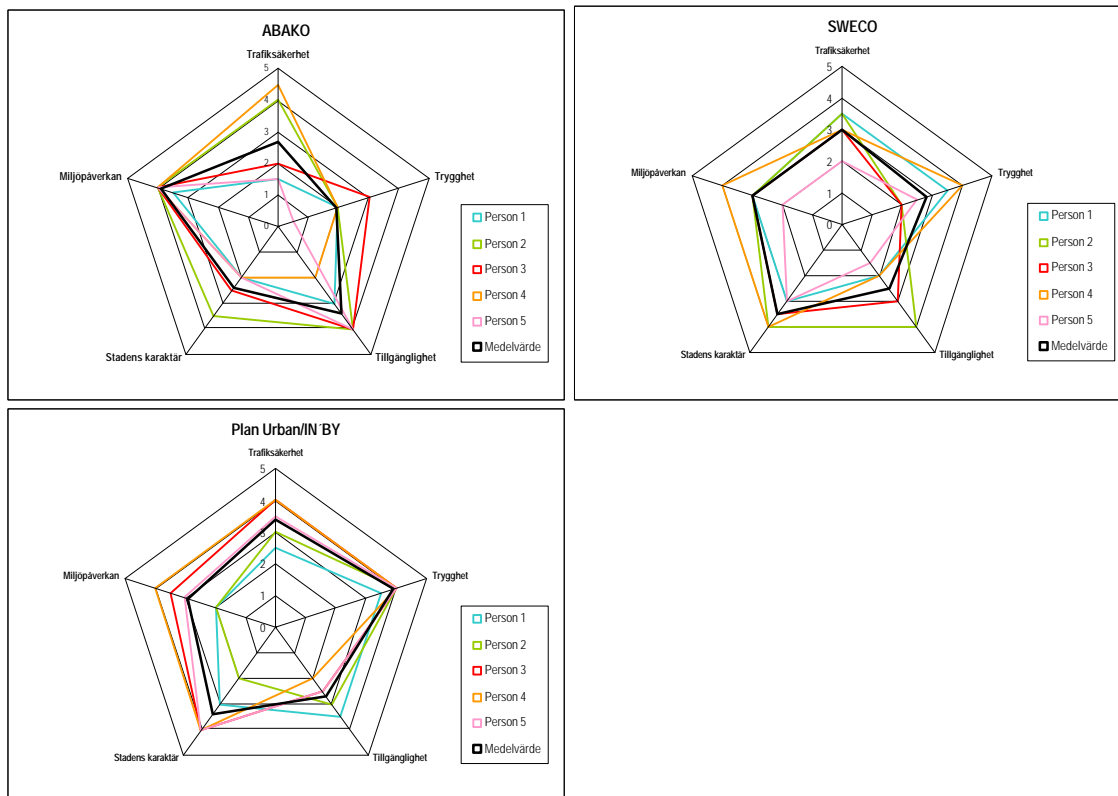 ABAKO
Trafiksäkerhet
5
4
3
2
1
0
Trygghet
Tillgänglighet
Stadens karaktär
Miljöpåverkan
Person 1
Person 2
Person 3
Person 4
Person 5
Medelvärde
SWECO
Trafiksäkerhet
5
4
3
2
1
0
Trygghet
Tillgänglighet
Stadens karaktär
Miljöpåverkan
Person 1
Person 2
Person 3
Person 4
Person 5
Medelvärde
Plan Urban/IN´BY
Trafiksäkerhet
5
4
3
2
1
0
Trygghet
Tillgänglighet
Stadens karaktär
Miljöpåverkan
Person 1
Person 2
Person 3
Person 4
Person 5
Medelvärde